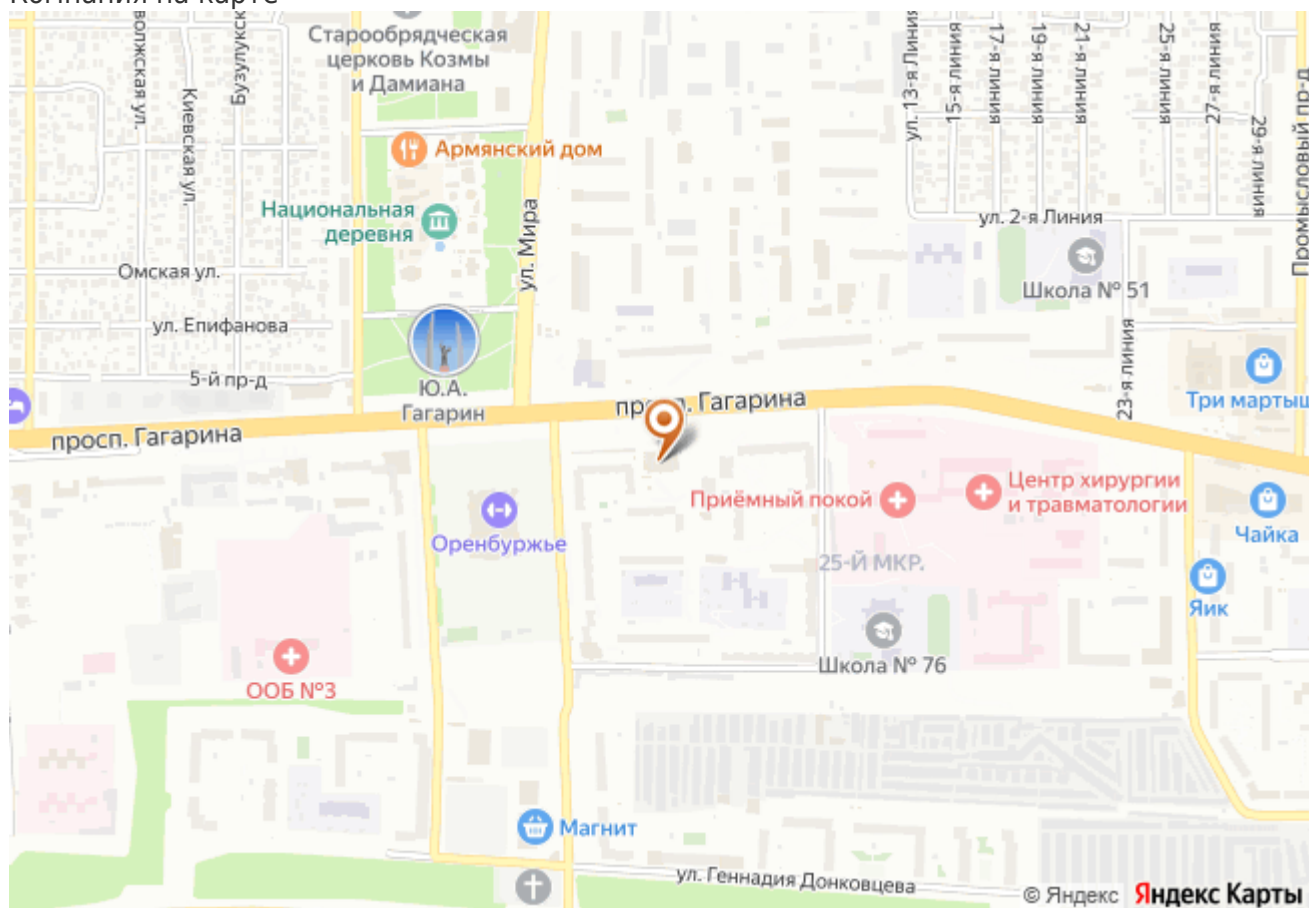 Компания на карте
волжская ул.
Киевская ул.
Бузулукск
Старообрядческая
церковь Козмы
и Дамиана
Армянский дом
Национальная
деревня
ул. Мира
Омская ул.
ул. Епифанова
5-й пр-д
Ю.А.
Гагарин
просп. Гагарина
просп. Гагарина
ул. 13-я Линия
15-я линия
17-я линия
19-я линия
21-я линия
25-я линия
27-я линия
29-я линия
Промысловый пр-д
ул. 2-я Линия
Школа № 51
23-я линия
Три мартыш
Приёмный покой
Центр хирургии
и травматологии
Чайка
Оренбуржье
25-Й МКР.
Яик
Школа № 76
ООБ №3
Магнит
ул. Геннадия Донковцева
© Яндекс Яндекс Карты